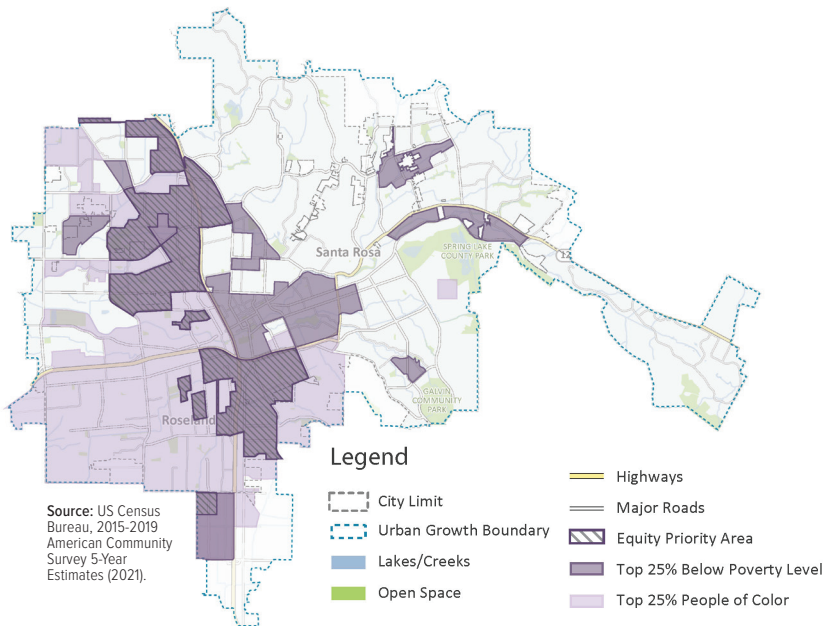 Santa Rosa
SPRING LAKE
COUNTY PARK
12
GALVIN
COMMUNITY
PARK
Roseland
Legend
City Limit
Urban Growth Boundary
Lakes/Creeks
Open Space
Highways
Major Roads
Equity Priority Area
Top 25% Below Poverty Level
Top 25% People of Color
Source: US Census
Bureau, 2015-2019
American Community
Survey 5-Year
Estimates (2021).